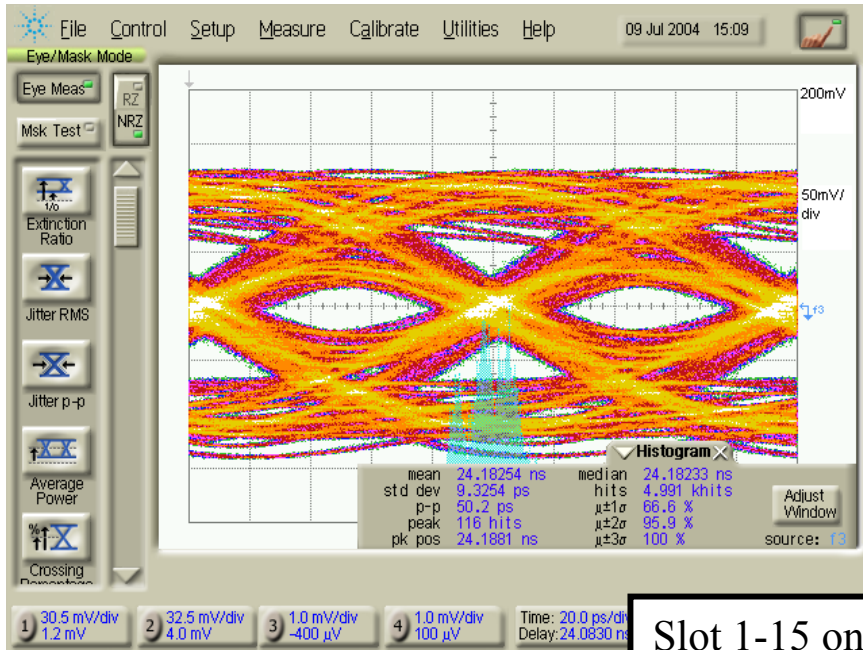 File Control Setup Measure Calibrate Utilities Help 09 Jul 2004 15:09
Eye/Mask Mode
Eye Meas
RZ
NRZ
Msk Test
1/0
Extinction
Ratio
Jitter RMS
Jitter p-p
Average
Power
%
Crossing
Percentage
200mV
50mV/
div
f3
Histogram
mean 24.18254 ns median 24.18233 ns
std dev 9.3254 ps hits 4.991 khits
p-p 50.2 ps µ±1σ 66.6 %
peak 116 hits µ±2σ 95.9 %
pk pos 24.1881 ns µ±3σ 100 %
Adjust
Window
source: f3
1 30.5 mV/div
1.2 mV
2 32.5 mV/div
4.0 mV
3 1.0 mV/div
-400 µV
4 1.0 mV/div
100 µV
Time: 20.0 ps/di
Delay:24.0830 n
Slot 1-15 on